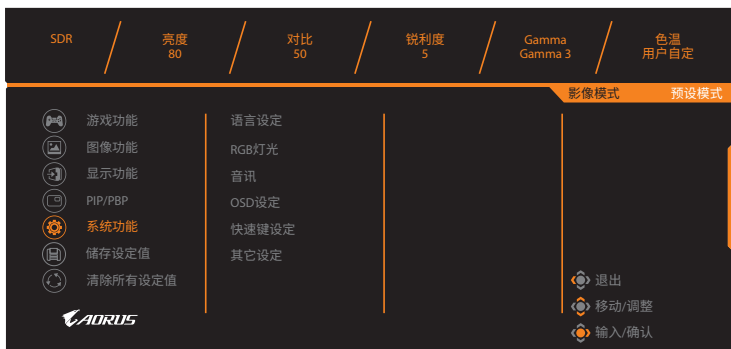 SDR
亮度
80
对比
50
锐利度
5
Gamma
Gamma 3
色温
用户自定
影像模式 预设模式
游戏功能
图像功能
显示功能
PIP/PBP
系统功能
储存设定值
清除所有设定值
语言设定
RGB灯光
音讯
OSD设定
快速键设定
其它设定
退出
移动/调整
输入/确认
AORUS